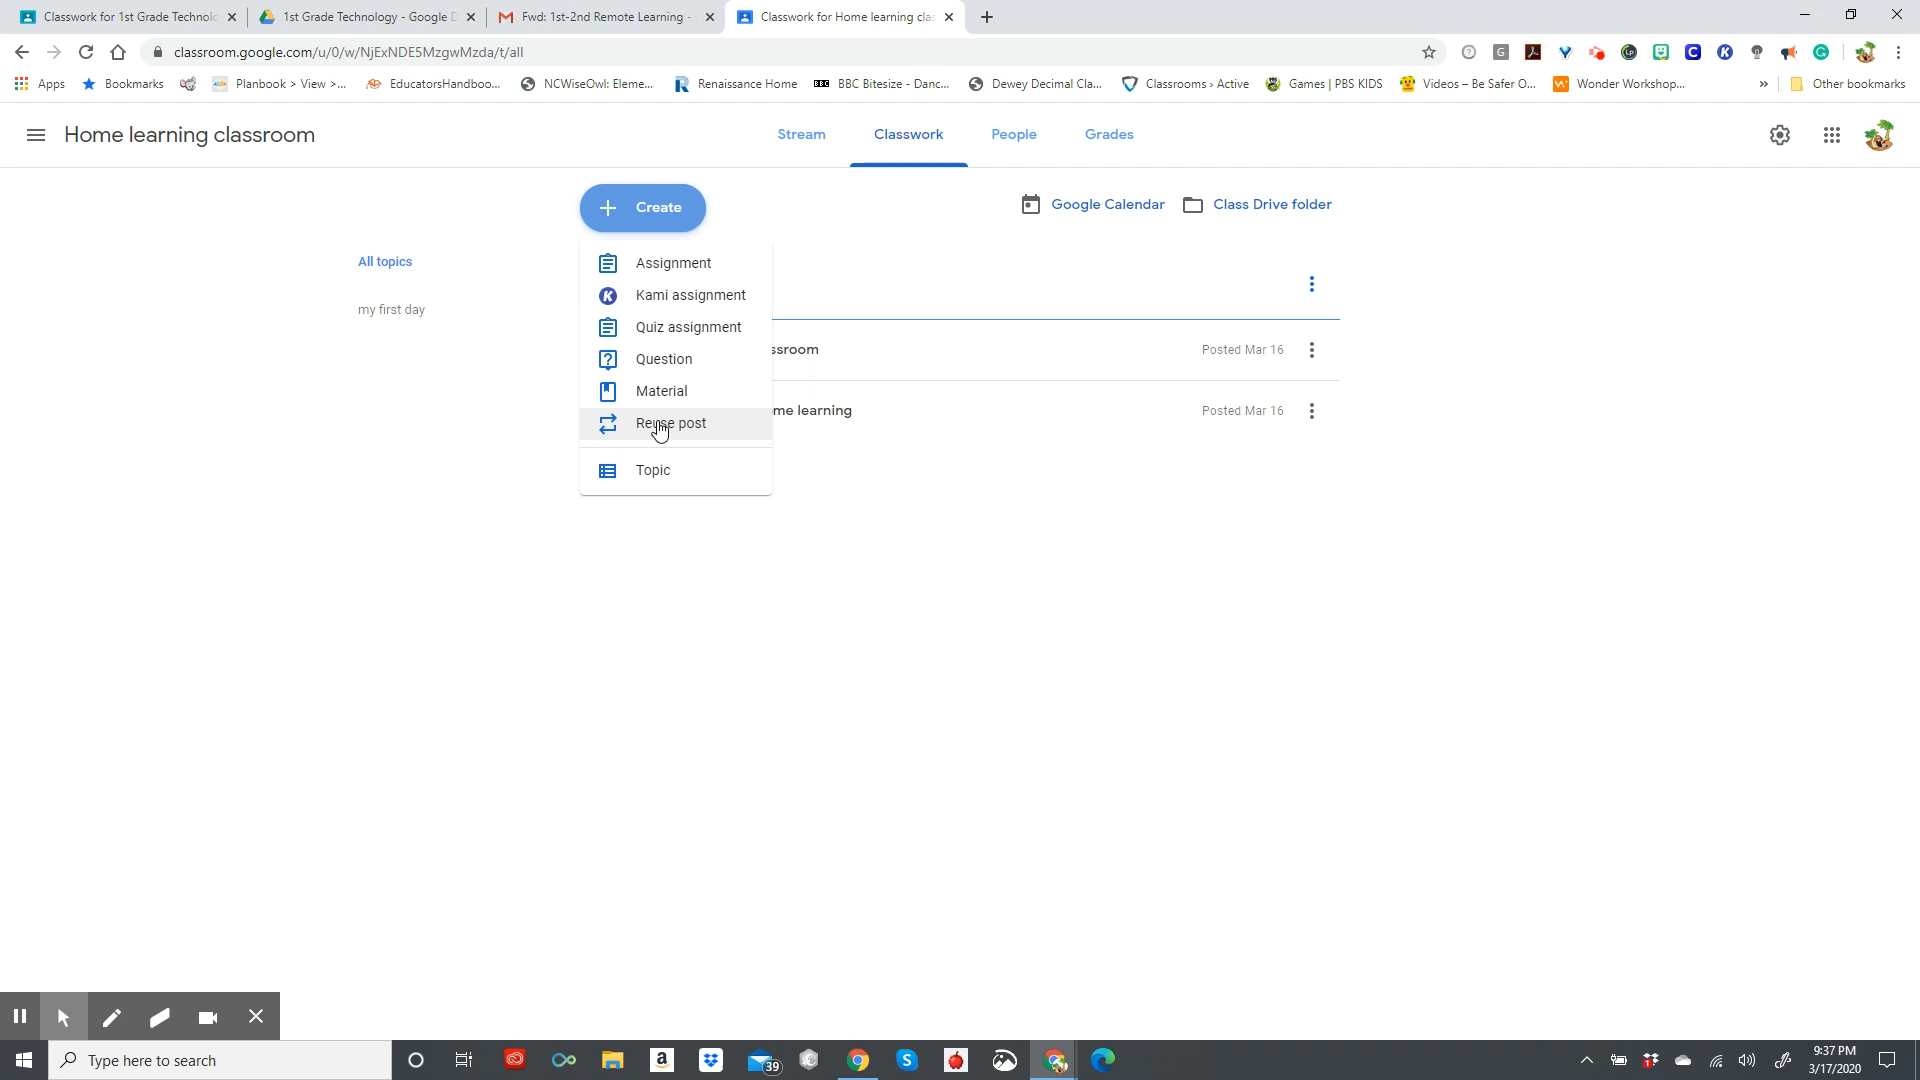 Classwork for 1st Grade Technolo
1st Grade Technology - Google D
Fwd: 1st-2nd Remote Learning -
Classwork for Home learning clas
classroom.google.com/u/0/w/NjExNDE5MzgwMzda/t/all
Apps
Bookmarks
Planbook > View >...
EducatorsHandboo...
NCWiseOwl: Eleme...
Renaissance Home
BBC
BBC Bitesize - Danc...
Dewey Decimal Cla...
Classrooms › Active
Games | PBS KIDS
Videos – Be Safer O...
Wonder Workshop...
»
Other bookmarks
Home learning classroom
Stream
Classwork
People
Grades
Create
Google Calendar
Class Drive folder
All topics
my first day
Assignment
Kami assignment
Quiz assignment
Question
Material
Reuse post
Topic
ssroom
Posted Mar 16
me learning
Posted Mar 16
Type here to search
39
9:37 PM
3/17/2020